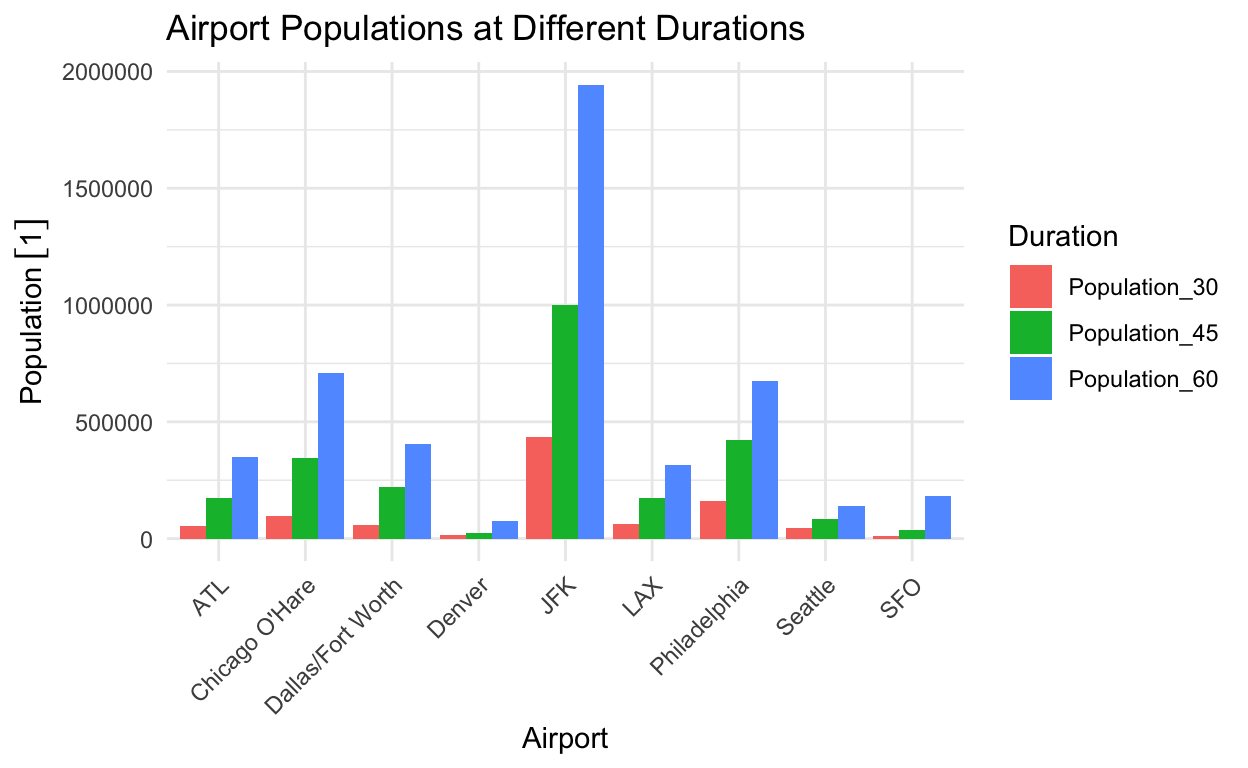 Airport Populations at Different Durations
2000000
1500000
1000000
500000
0
Population [1]
ATL
Chicago O'Hare
Dallas/Fort Worth
Denver
JFK
LAX
Philadelphia
Seattle
SFO
Airport
Duration
Population_30
Population_45
Population_60